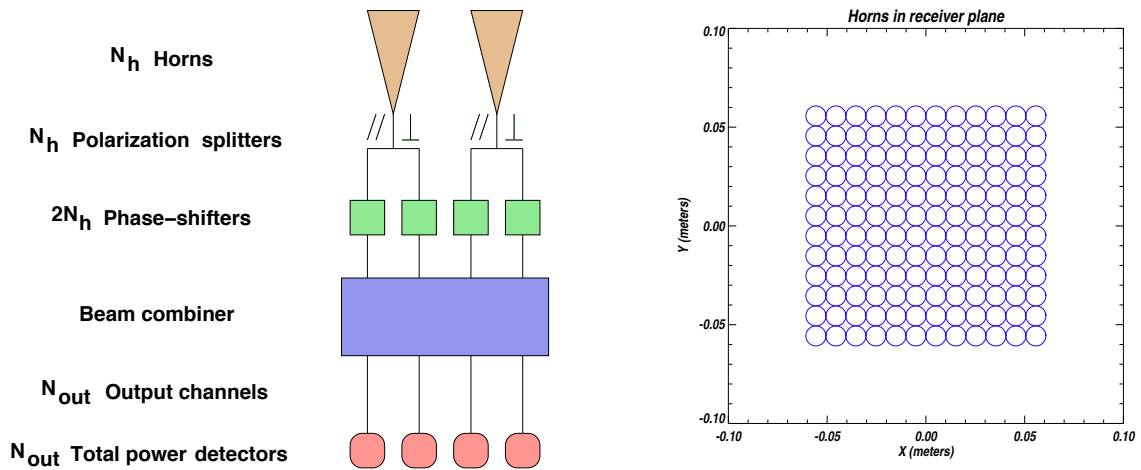 N_h Horns
// ⊥ // ⊥
N_h Polarization splitters
2N_h Phase-shifters
Beam combiner
N_out Output channels
N_out Total power detectors
Horns in receiver plane
0.10
0.05
0.00
-0.05
-0.10
Y (meters)
-0.10 -0.05 0.00 0.05 0.10
X (meters)